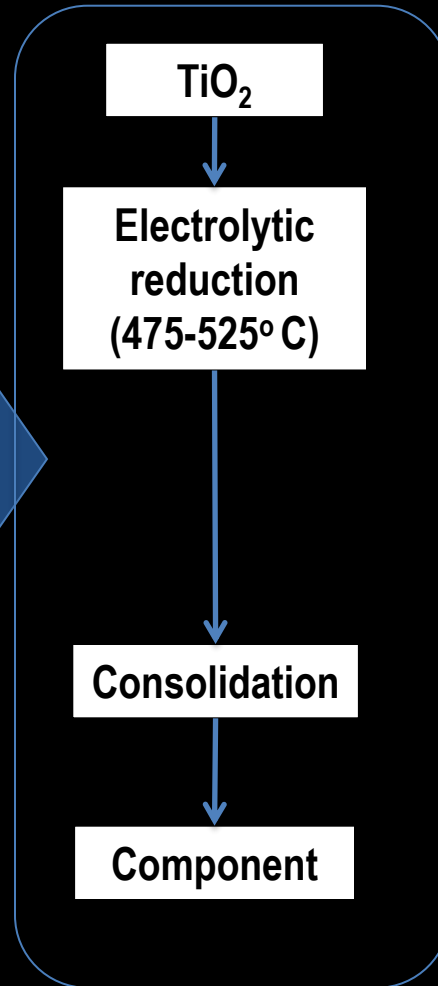 TiO₂
Electrolytic
reduction
(475-525º C)
Consolidation
Component